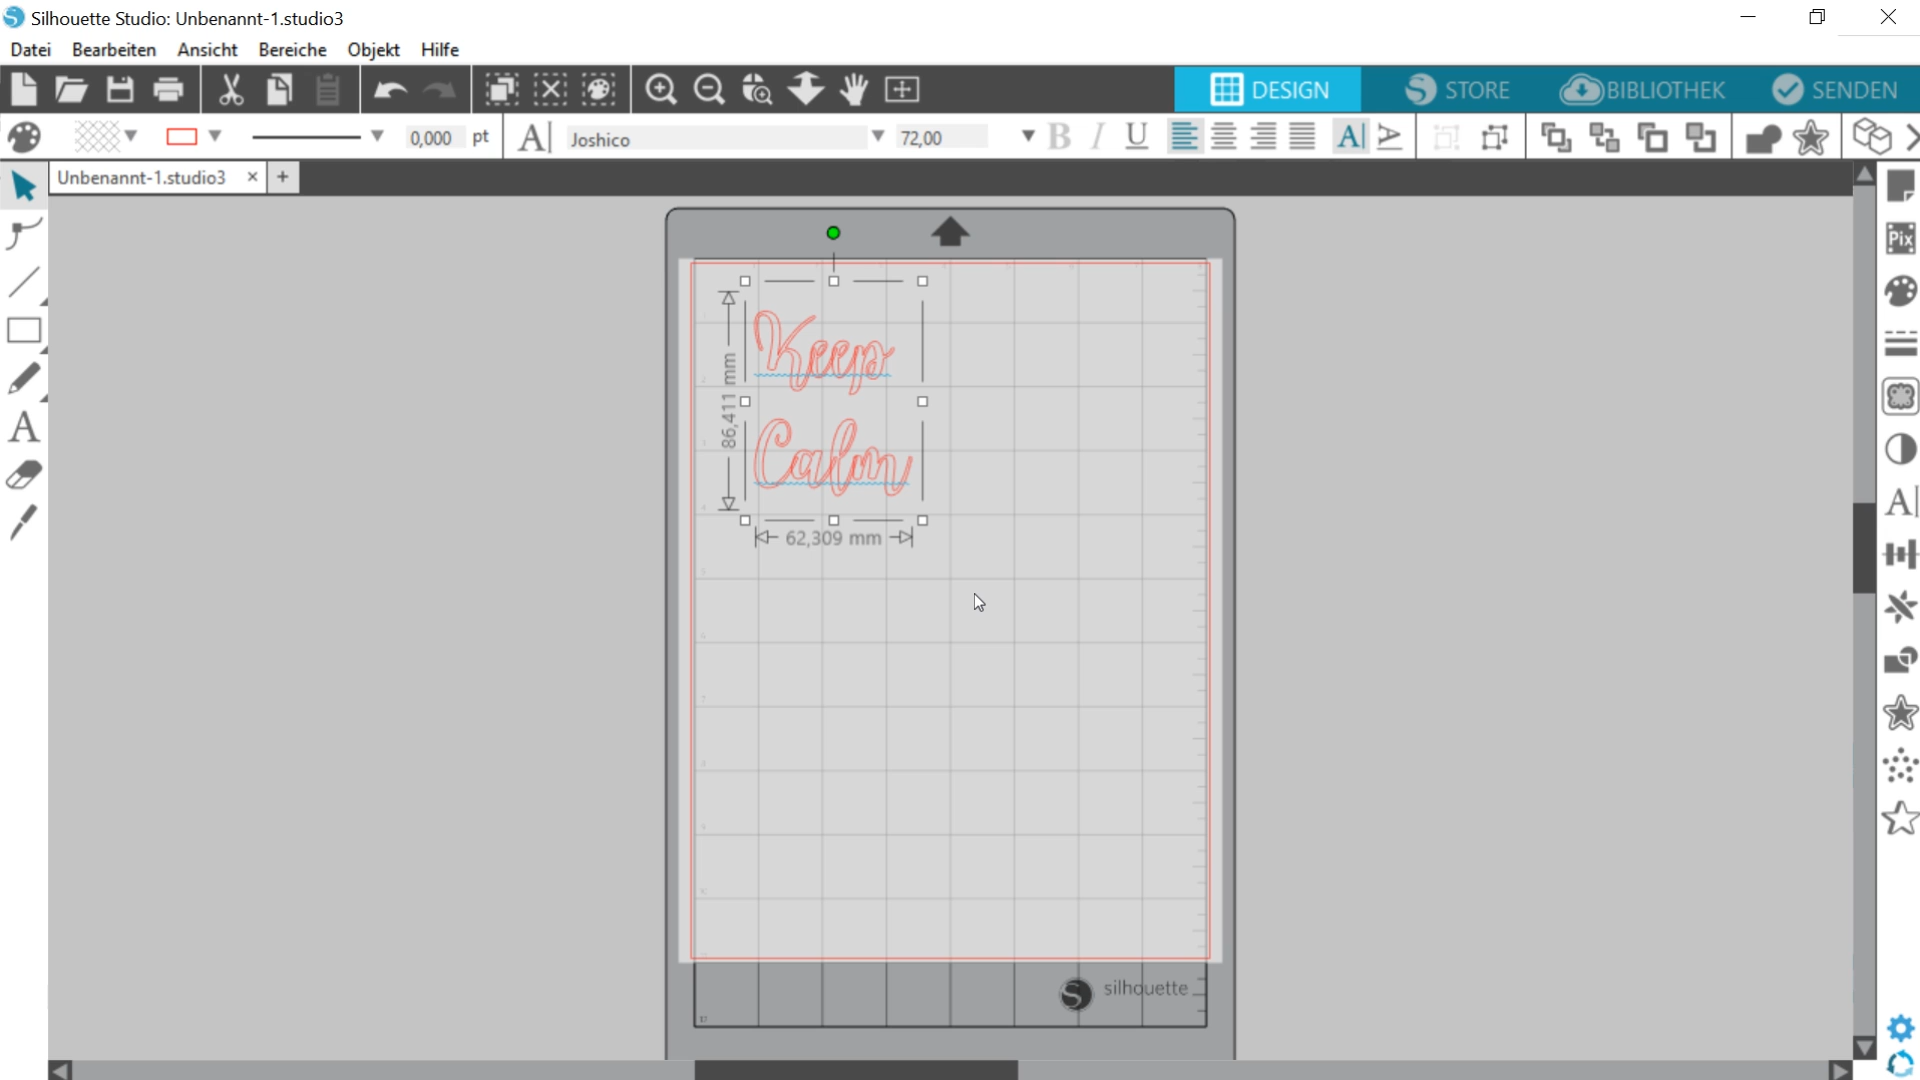 Silhouette Studio: Unbenannt-1.studio3
Datei Bearbeiten Ansicht Bereiche Objekt Hilfe
DESIGN STORE BIBLIOTHEK SENDEN
0,000 pt Joshico 72,00 B I U
Unbenannt-1.studio3
Pix
Keep
86,411 mm
Calm
62,309 mm
silhouette